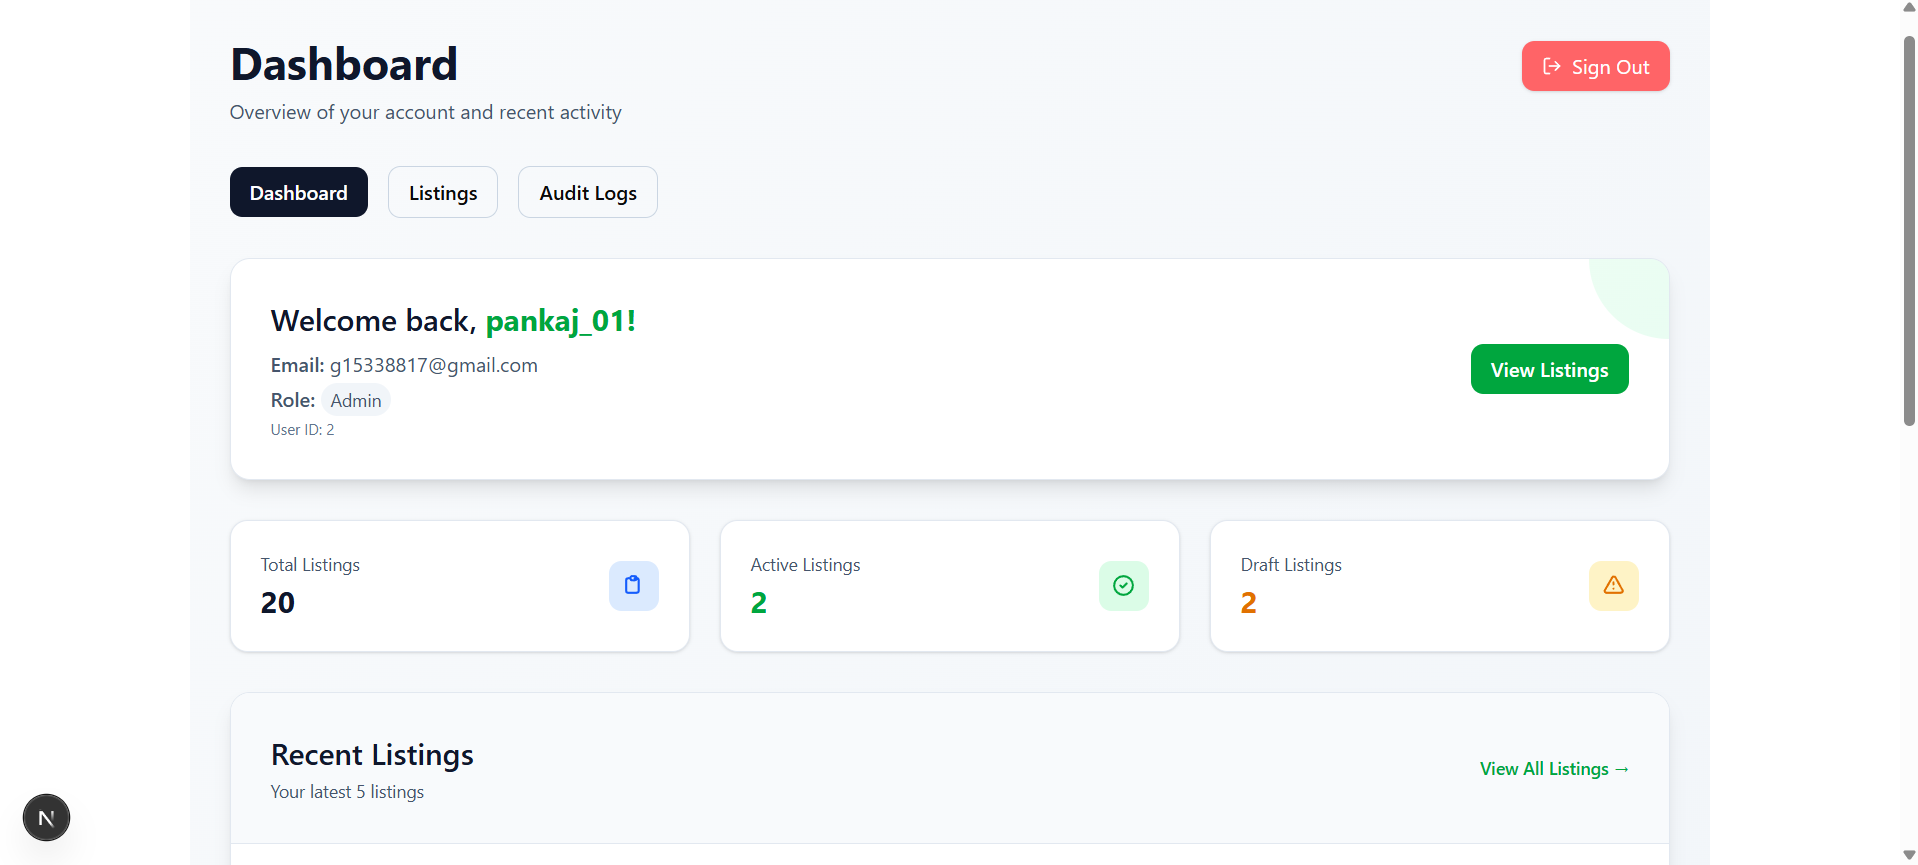 Dashboard
Sign Out
Overview of your account and recent activity
Dashboard
Listings
Audit Logs
Welcome back, pankaj_01!
Email: g15338817@gmail.com
Role: Admin
User ID: 2
View Listings
Total Listings
20
Active Listings
2
Draft Listings
2
Recent Listings
Your latest 5 listings
View All Listings →
N